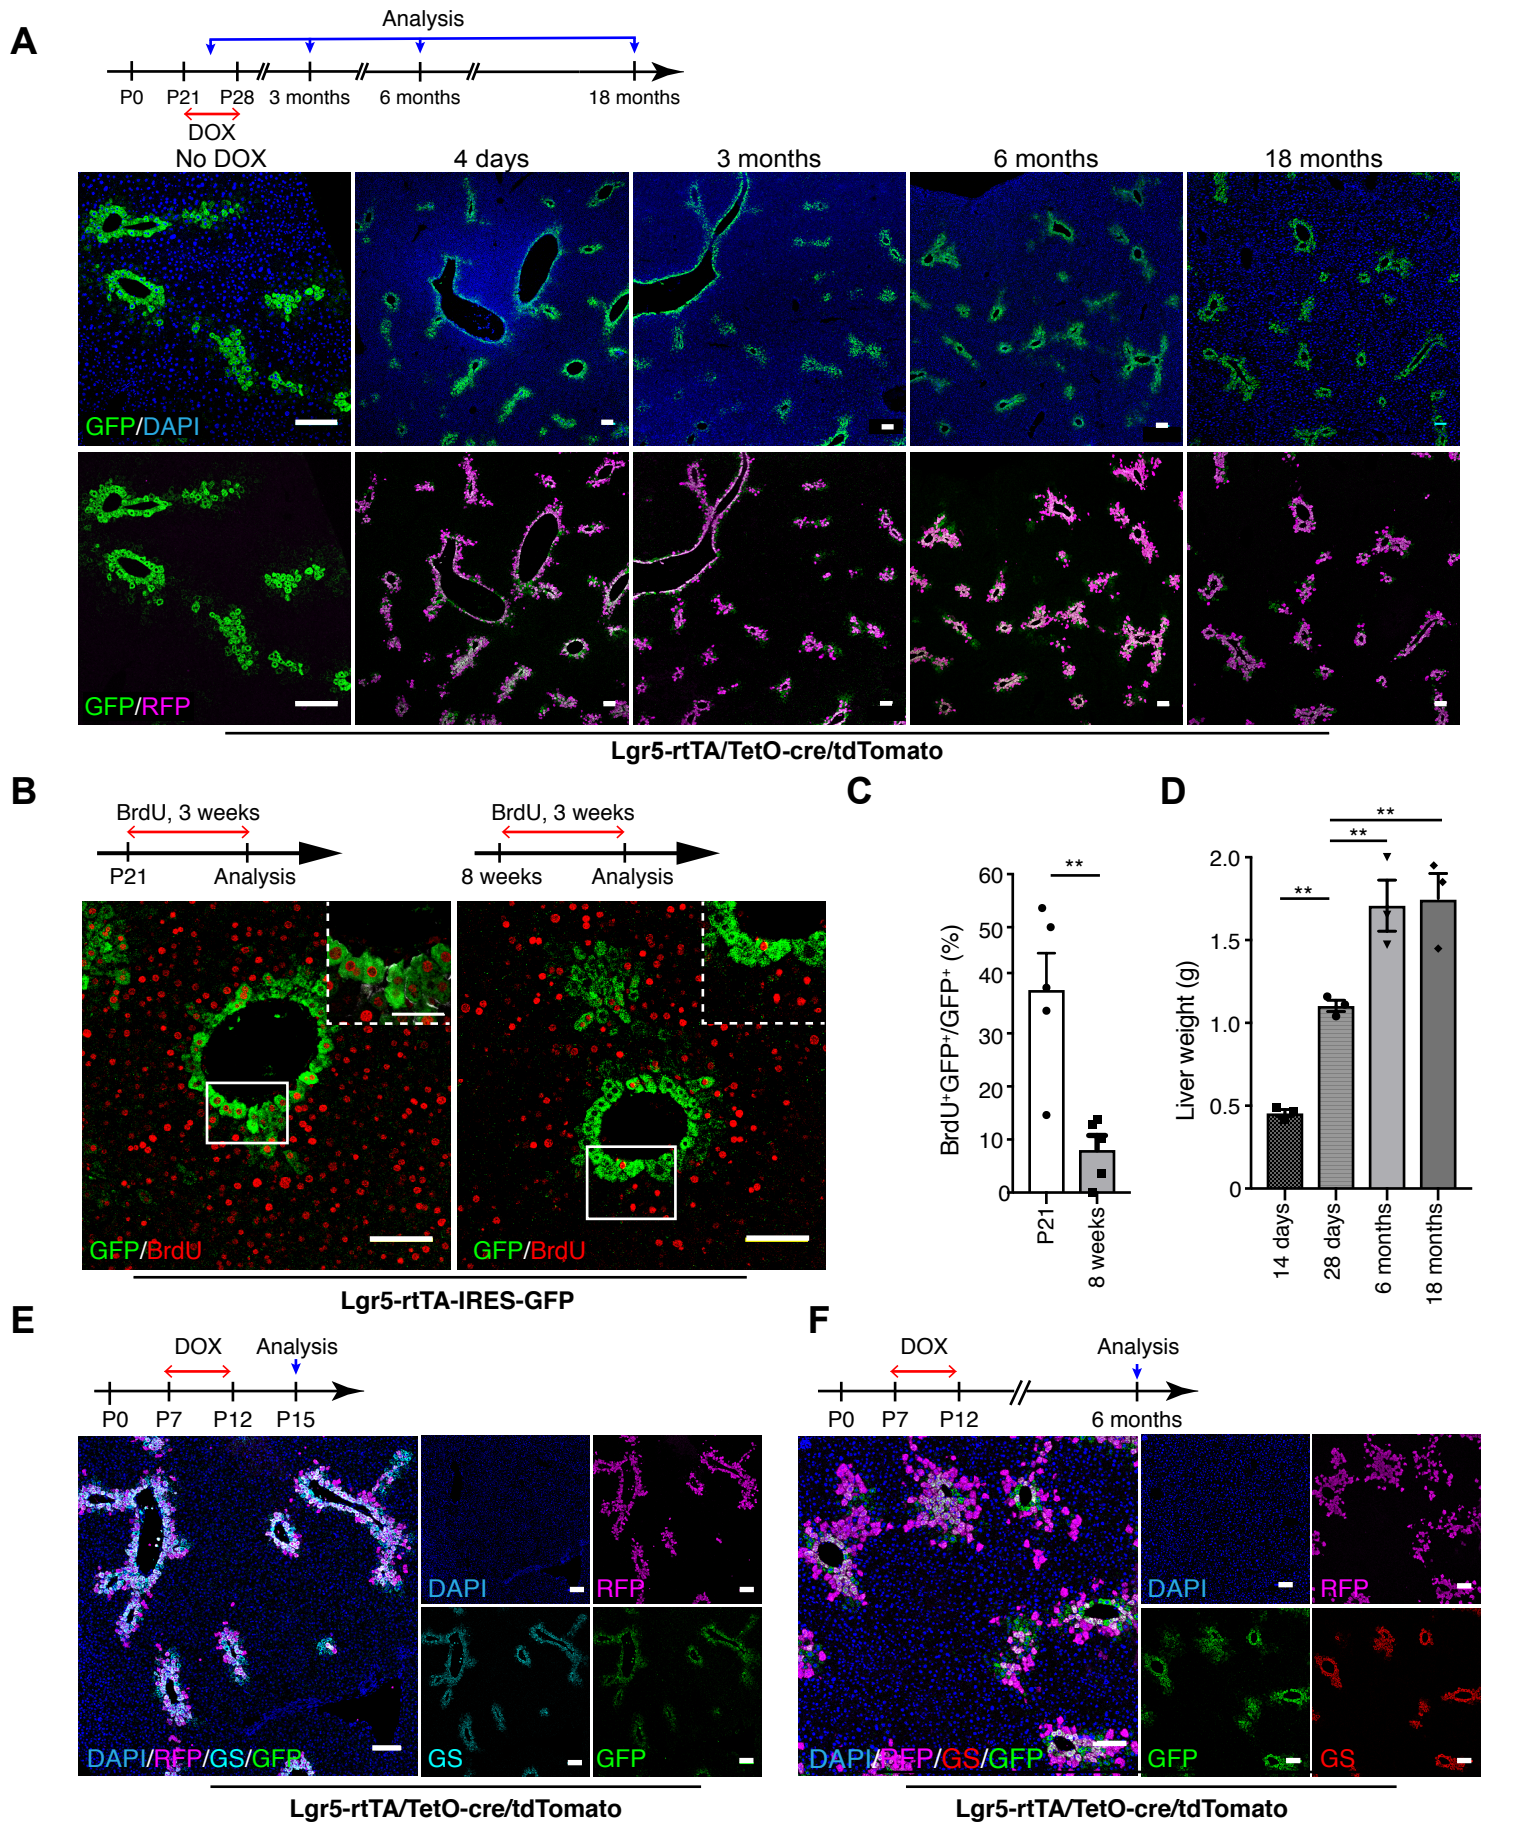 A
Analysis
P0 P21 P28 3 months 6 months 18 months
DOX
No DOX 4 days 3 months 6 months 18 months
GFP/DAPI
GFP/RFP
Lgr5-rtTA/TetO-cre/tdTomato
B
BrdU, 3 weeks
P21 Analysis
BrdU, 3 weeks
8 weeks Analysis
GFP/BrdU
GFP/BrdU
Lgr5-rtTA-IRES-GFP
C
**
BrdU⁺GFP⁺/GFP⁺ (%)
60
50
40
30
20
10
0
P21
8 weeks
D
**
**
**
Liver weight (g)
2.0
1.5
1.0
0.5
0
14 days
28 days
6 months
18 months
E
DOX Analysis
P0 P7 P12 P15
DAPI/RFP/GS/GFP
DAPI
RFP
GS
GFP
Lgr5-rtTA/TetO-cre/tdTomato
F
DOX Analysis
P0 P7 P12 6 months
DAPI/RFP/GS/GFP
DAPI
RFP
GFP
GS
Lgr5-rtTA/TetO-cre/tdTomato